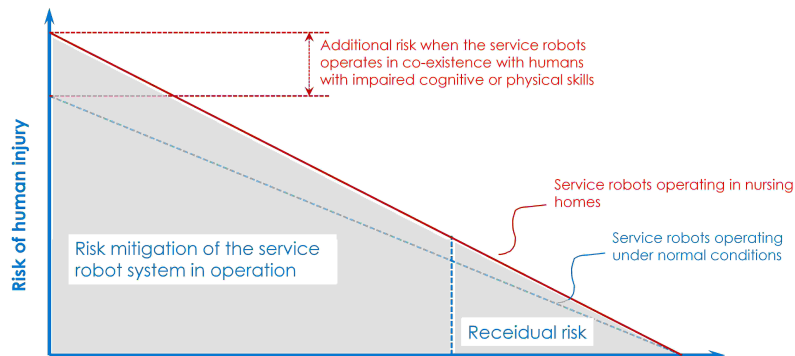 Additional risk when the service robots
operates in co-existence with humans
with impaired cognitive or physical skills
Risk of human injury
Service robots operating in nursing
homes
Service robots operating
under normal conditions
Risk mitigation of the service
robot system in operation
Receidual risk